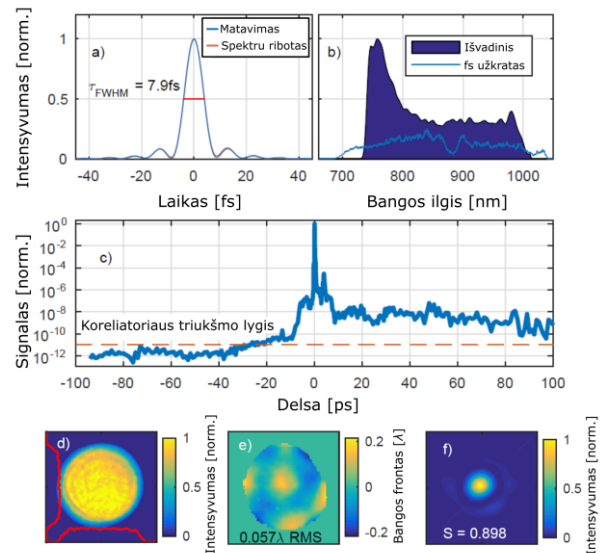 Intensyvumas [norm.]
1
0.5
0
a)
τFWHM = 7.9fs
Matavimas
Spektru ribotas
-40 -20 0 20 40
Laikas [fs]
b)
Išvadinis
fs užkratas
700 800 900 1000
Bangos ilgis [nm]
Signalas [norm.]
10^0
10^-2
10^-4
10^-6
10^-8
10^-10
10^-12
c)
Koreliatoriaus triukšmo lygis
-100 -80 -60 -40 -20 0 20 40 60 80 100
Delsa [ps]
d)
1
0.5
0
Intensyvumas [norm.]
e)
0.057λ RMS
0.2
0
-0.2
Bangos frontas [λ]
f)
S = 0.898
1
0.5
0
Intensyvumas [norm.]